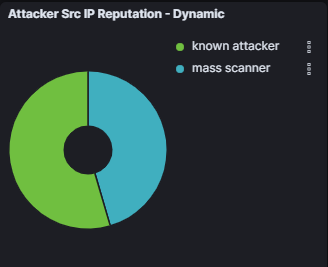 Attacker Src IP Reputation - Dynamic
known attacker
mass scanner